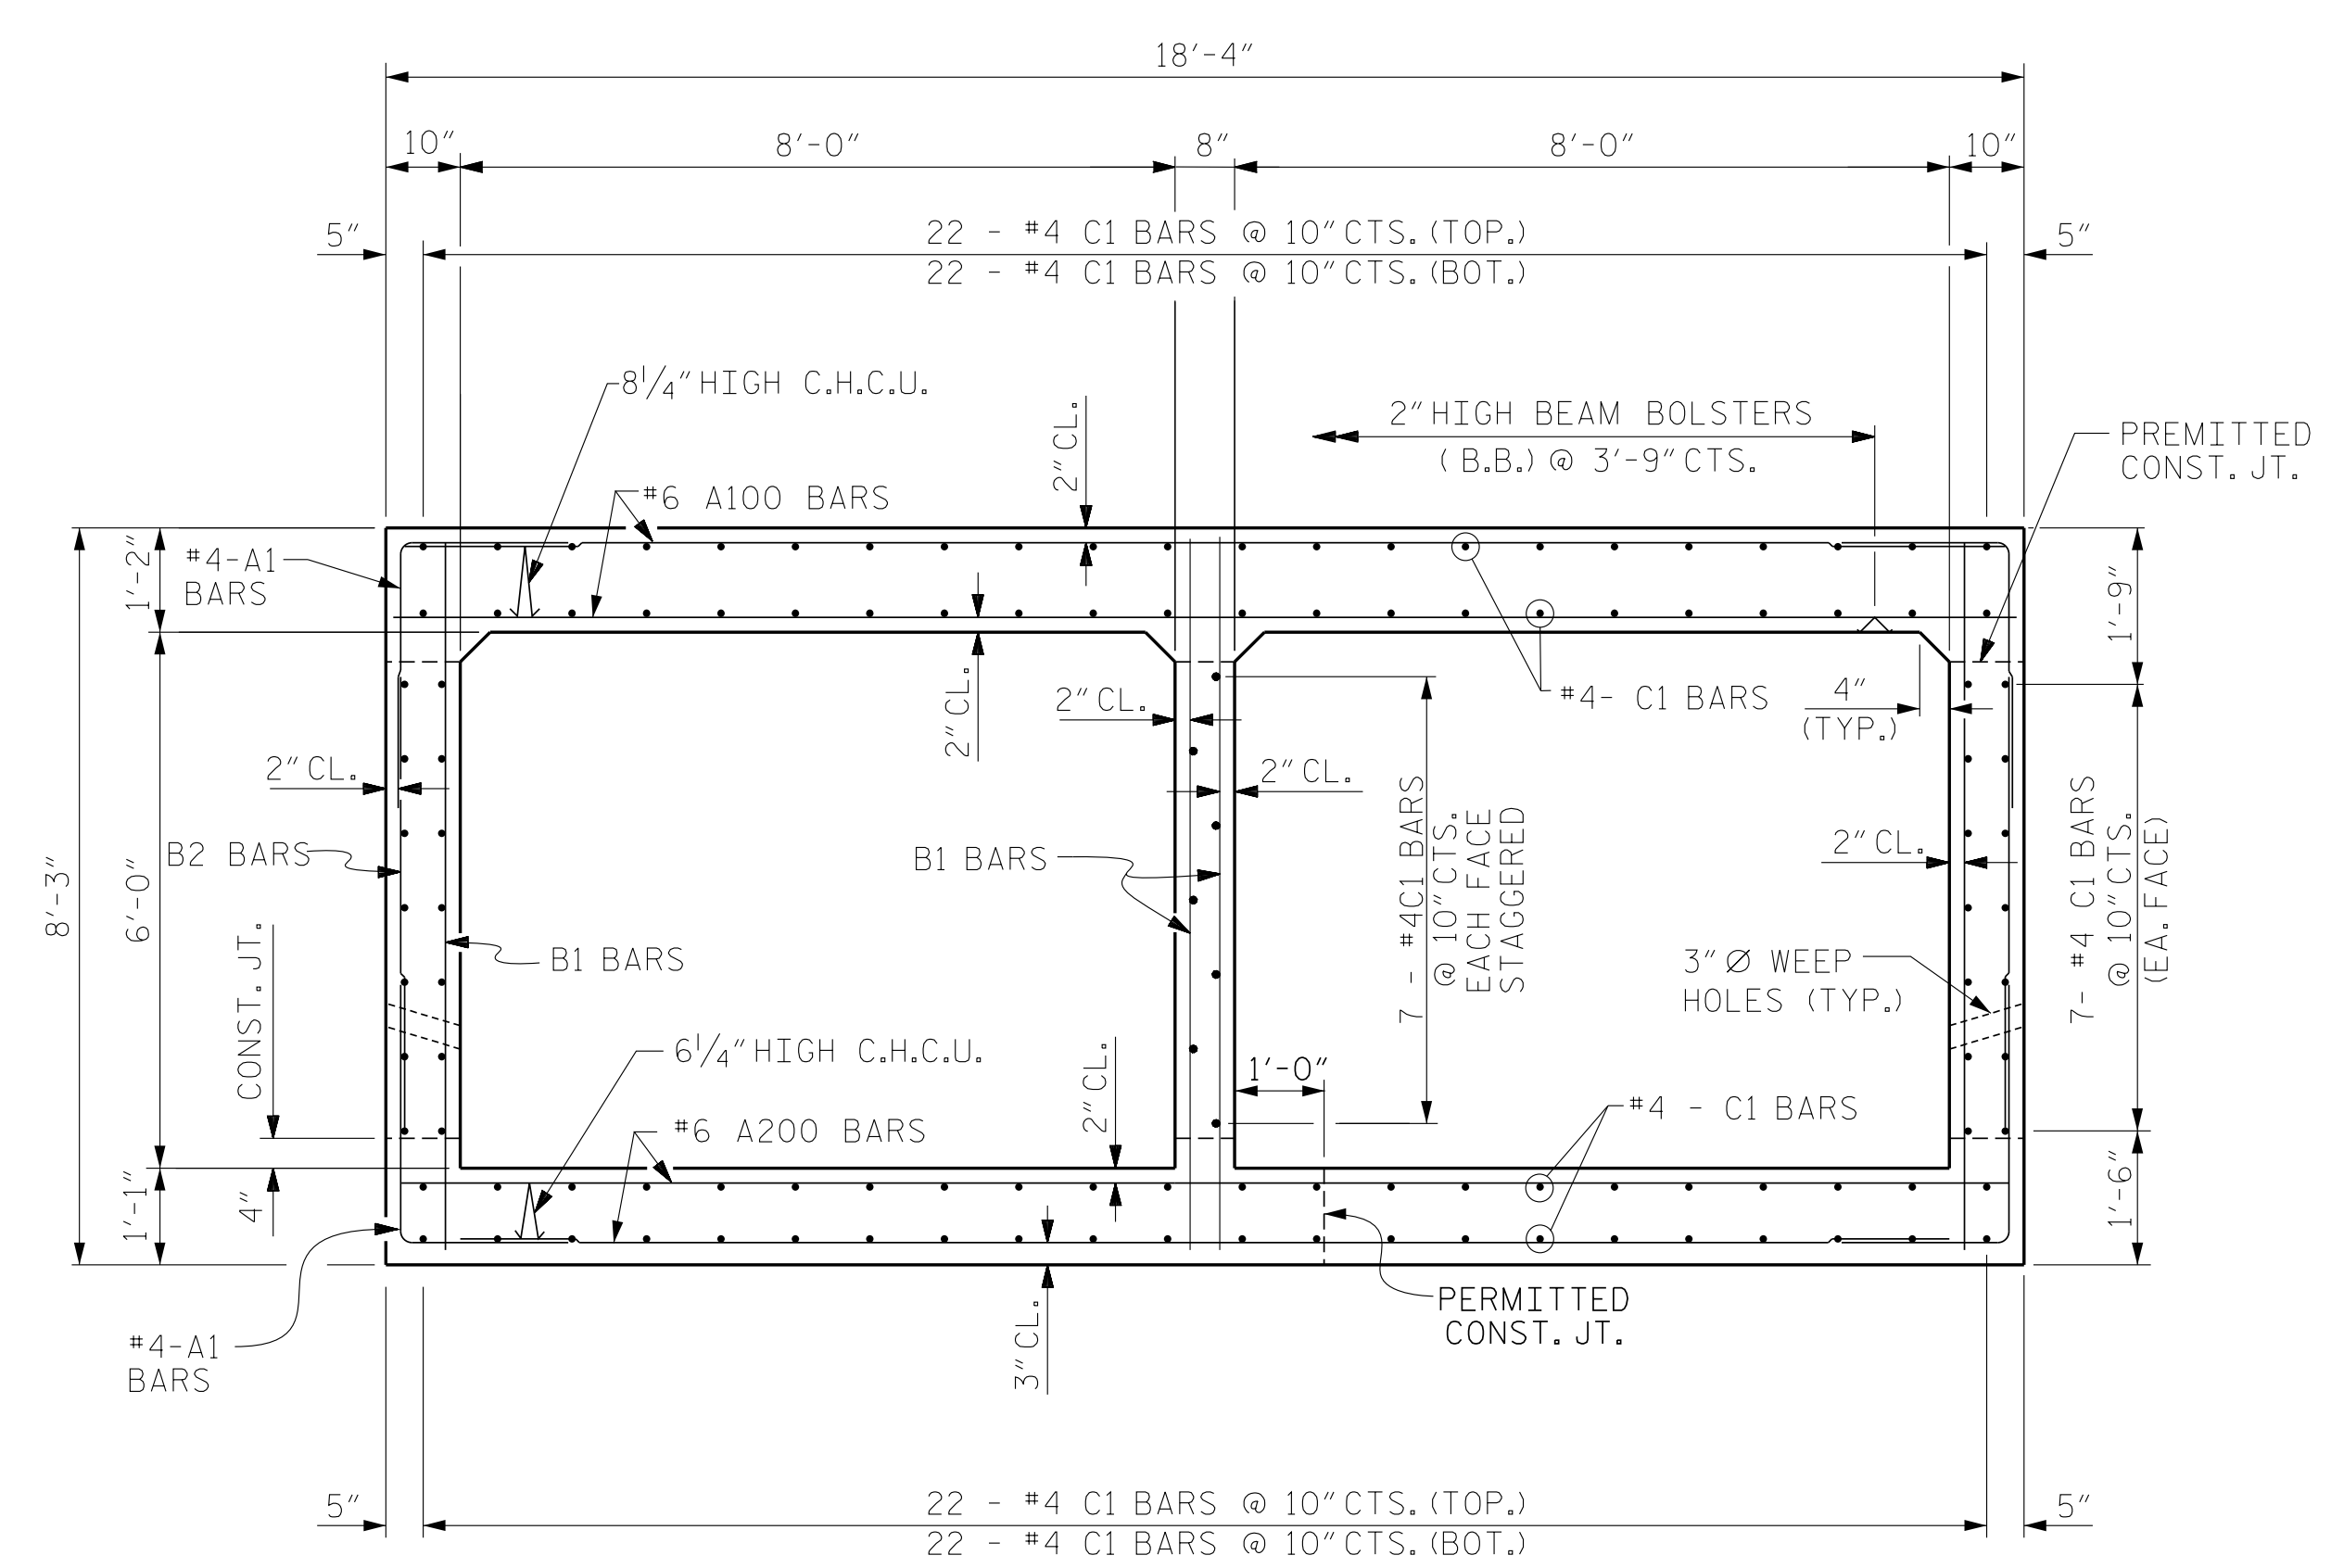 18'-4"
10" 8'-0" 8" 8'-0" 10"
5" 22 - #4 C1 BARS @ 10" CTS. (TOP.) 5"
22 - #4 C1 BARS @ 10" CTS. (BOT.)
8 1/4" HIGH C.H.C.U.
2" CL.
2" HIGH BEAM BOLSTERS
( B.B.) @ 3'-9" CTS.
PREMITTED
CONST. JT.
#6 A100 BARS
1'-2"
#4-A1
BARS
1'-9"
2" CL.
2" CL.
#4- C1 BARS
4"
(TYP.)
2" CL.
2" CL.
8'-3"
6'-0"
B2 BARS
B1 BARS
7 - #4C1 BARS
@ 10" CTS.
EACH FACE
STAGGERED
2" CL.
7- #4 C1 BARS
@ 10" CTS.
(EA. FACE)
CONST. JT.
B1 BARS
3" Ø WEEP
HOLES (TYP.)
6 1/4" HIGH C.H.C.U.
2" CL.
1'-0"
#6 A200 BARS
#4 - C1 BARS
1'-1"
4"
1'-6"
PERMITTED
CONST. JT.
#4-A1
BARS
3" CL.
5" 22 - #4 C1 BARS @ 10" CTS. (TOP.) 5"
22 - #4 C1 BARS @ 10" CTS. (BOT.)